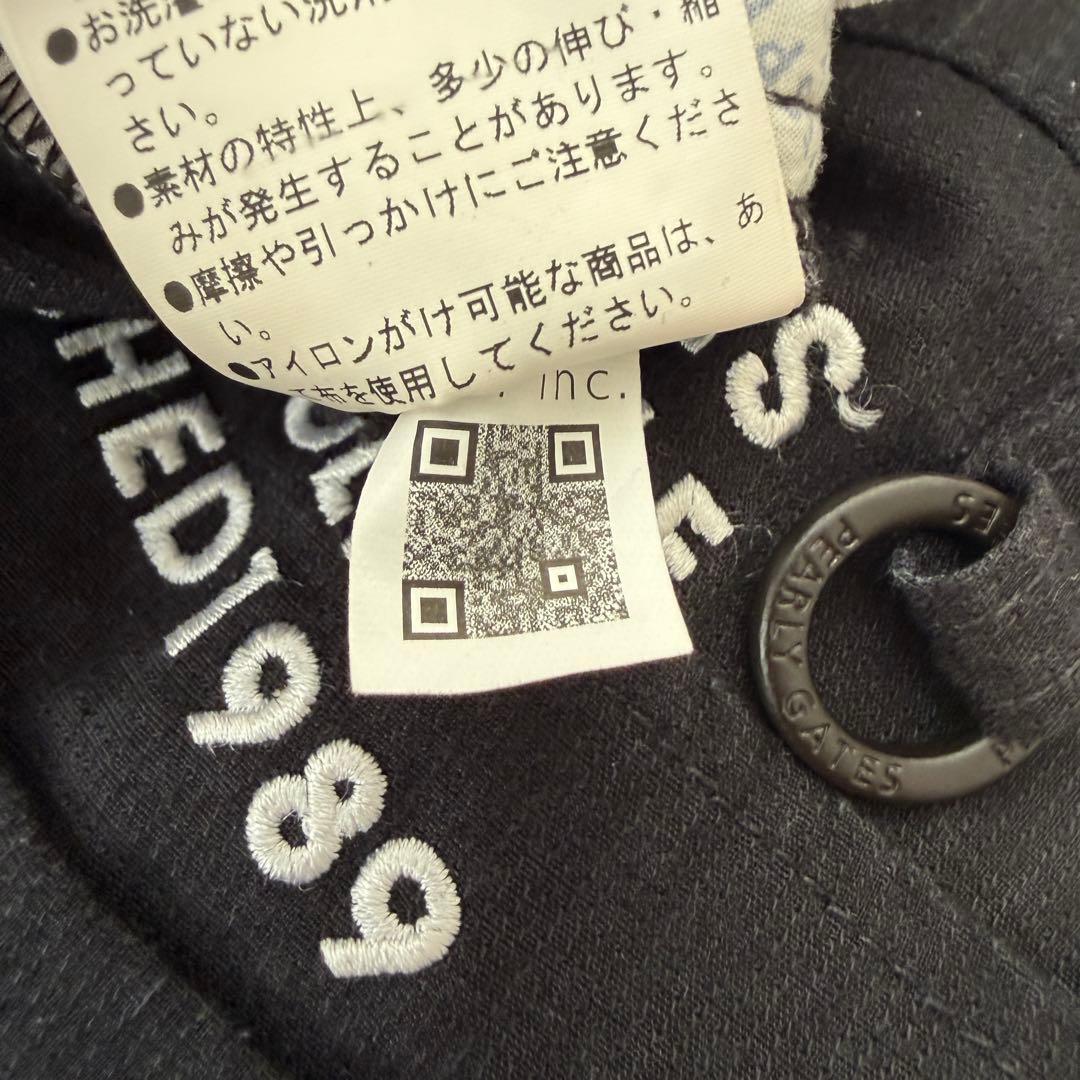 ●お洗濯
っていない洗剤
さい。
●素材の特性上、多少の伸び・縮
みが発生することがあります。
●摩擦や引っかけにご注意くださ
い。
●アイロンがけ可能な商品は、あ
て布を使用してください。
. inc.
HED1989
S
PEARLY GATES
ES